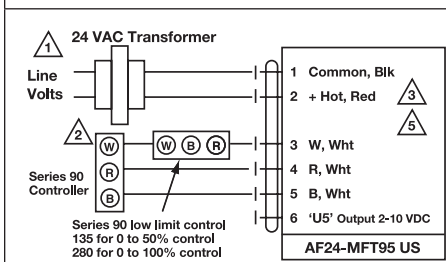 1
24 VAC Transformer
Line
Volts
1 Common, Blk
2 + Hot, Red
3
5
2
W
R
B
W B R
Series 90
Controller
3 W, Wht
4 R, Wht
5 B, Wht
6 ‘U5’ Output 2-10 VDC
Series 90 low limit control
135 for 0 to 50% control
280 for 0 to 100% control
AF24-MFT95 US